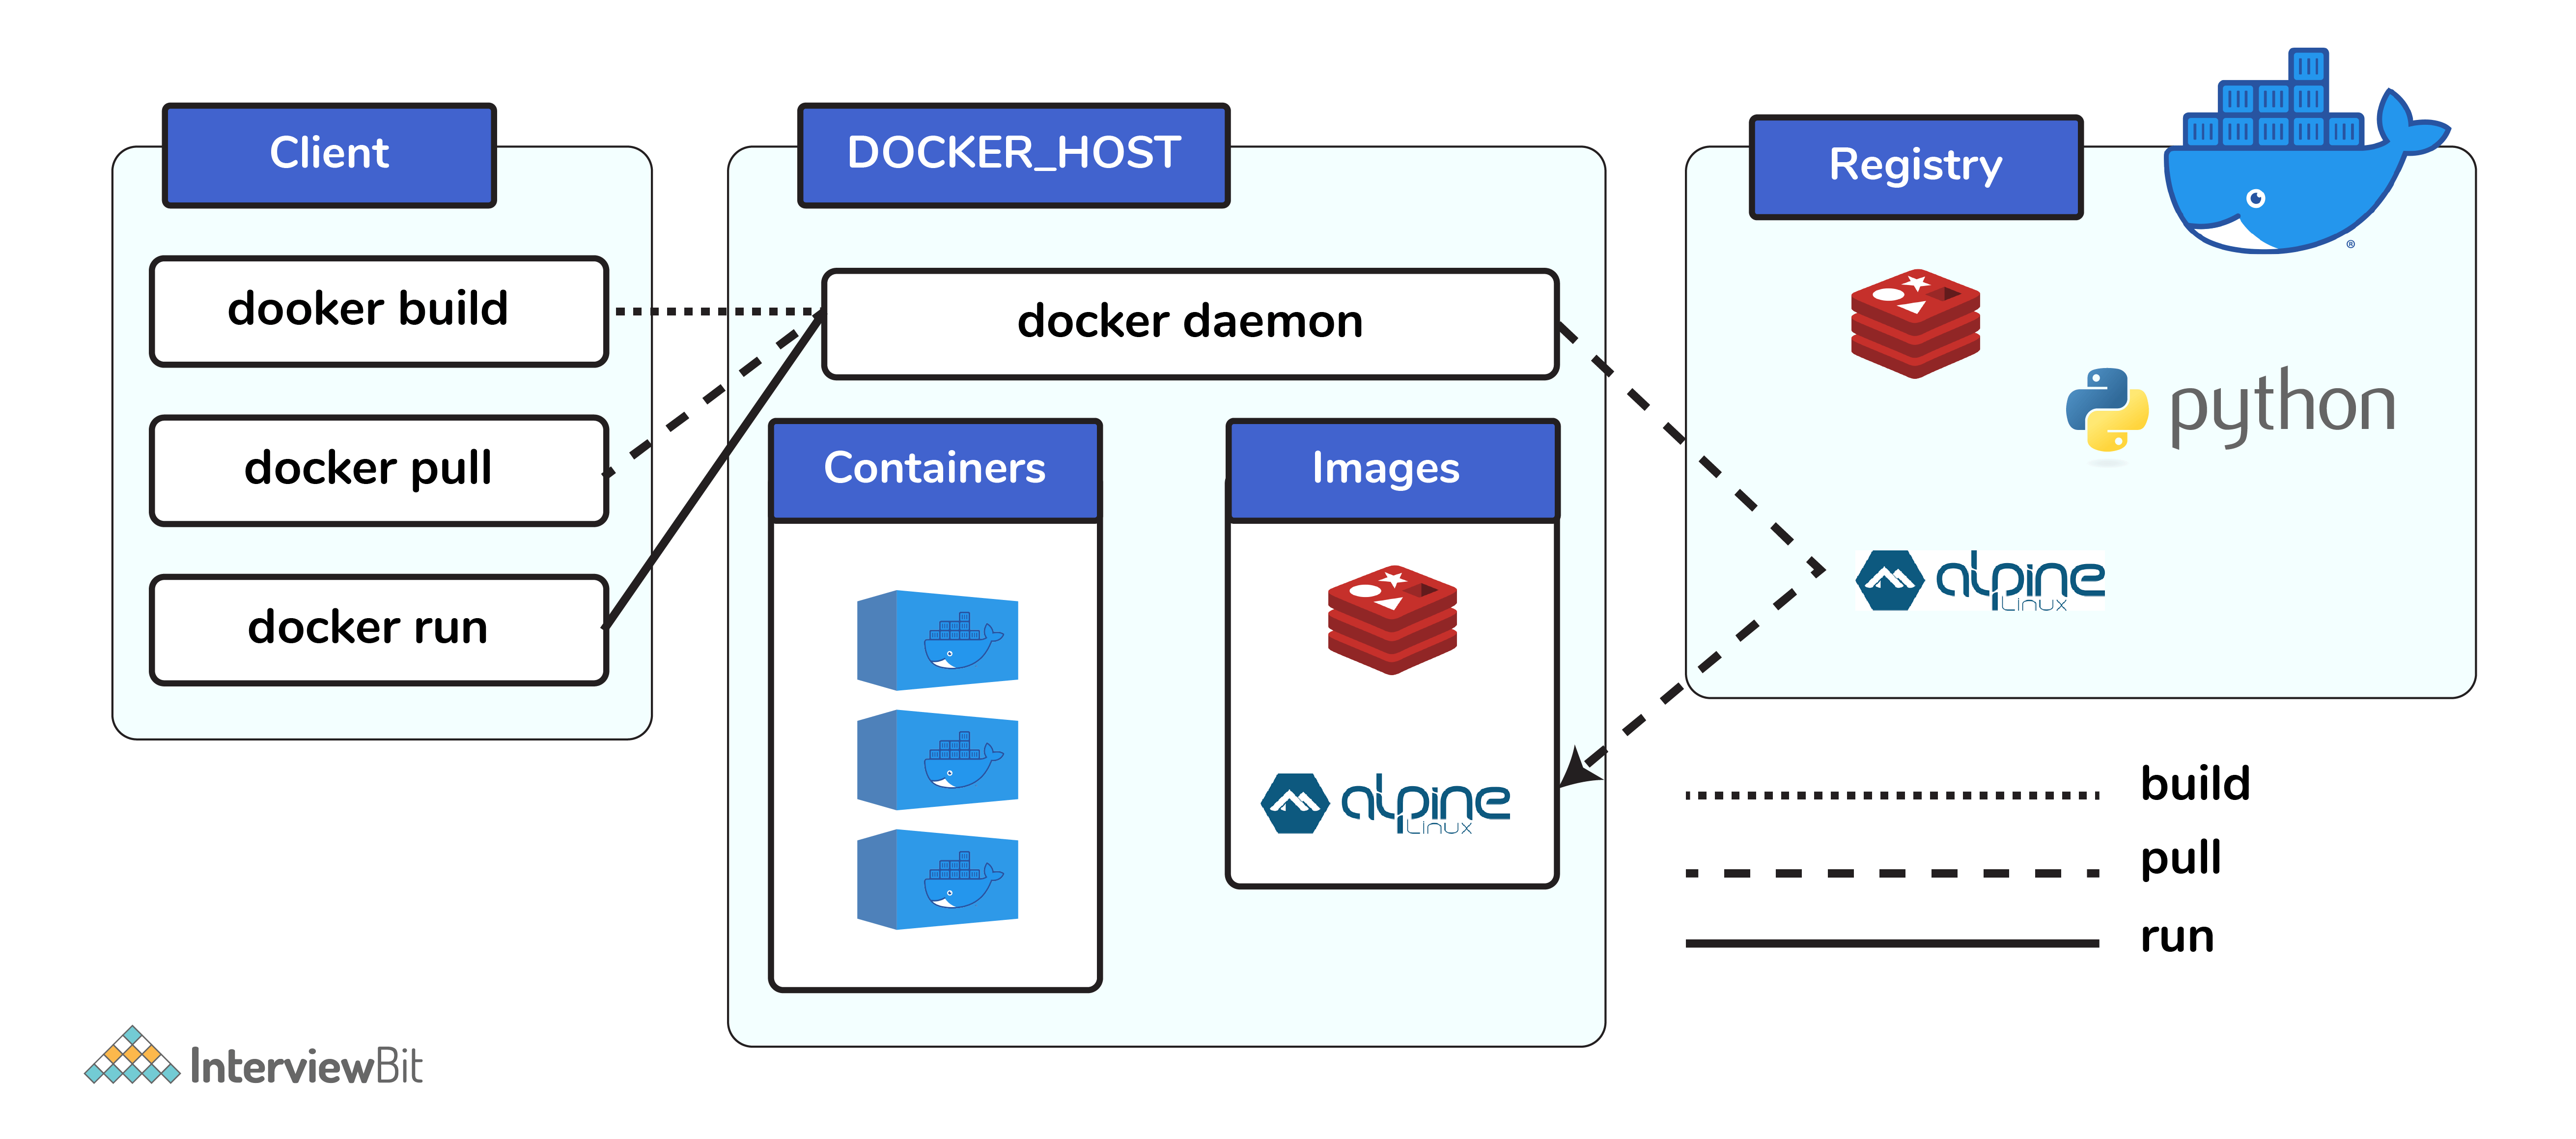 Client
dooker build
docker pull
docker run
DOCKER_HOST
docker daemon
Containers
Images
alpine
Linux
Registry
®
python
alpine
Linux
build
pull
run
InterviewBit